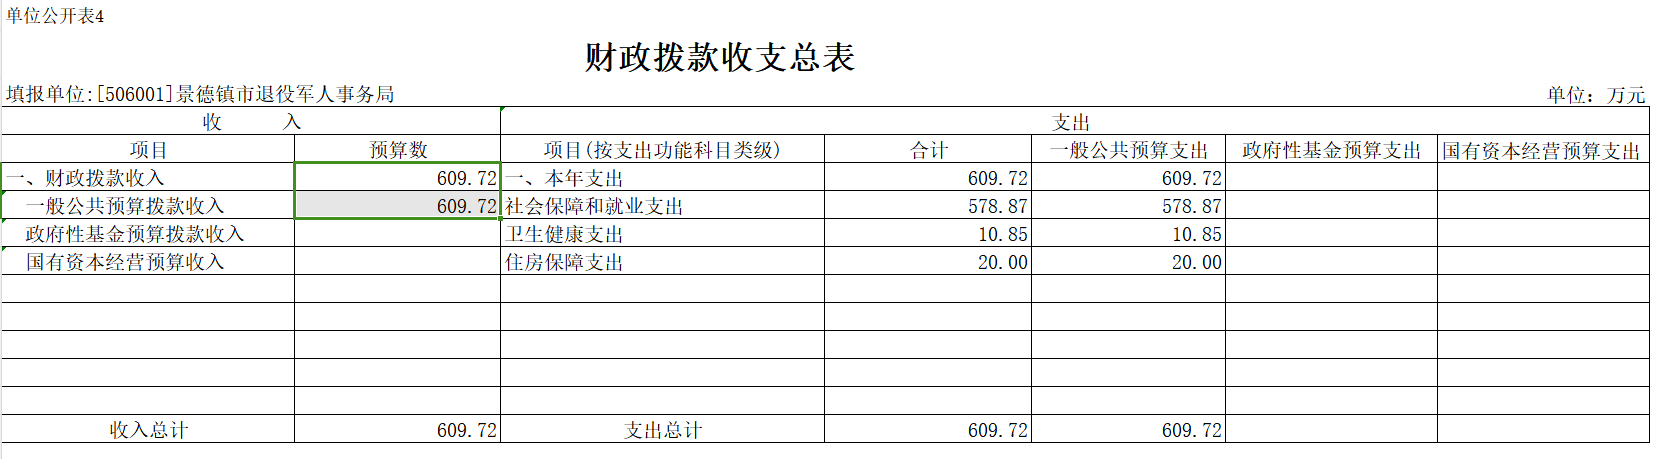 单位公开表4
财政拨款收支总表
填报单位:[506001]景德镇市退役军人事务局 单位：万元
收 入 支出
项目 预算数 项目(按支出功能科目类级) 合计 一般公共预算支出 政府性基金预算支出 国有资本经营预算支出
一、财政拨款收入 609.72 一、本年支出 609.72 609.72
一般公共预算拨款收入 609.72 社会保障和就业支出 578.87 578.87
政府性基金预算拨款收入 卫生健康支出 10.85 10.85
国有资本经营预算收入 住房保障支出 20.00 20.00
收入总计 609.72 支出总计 609.72 609.72